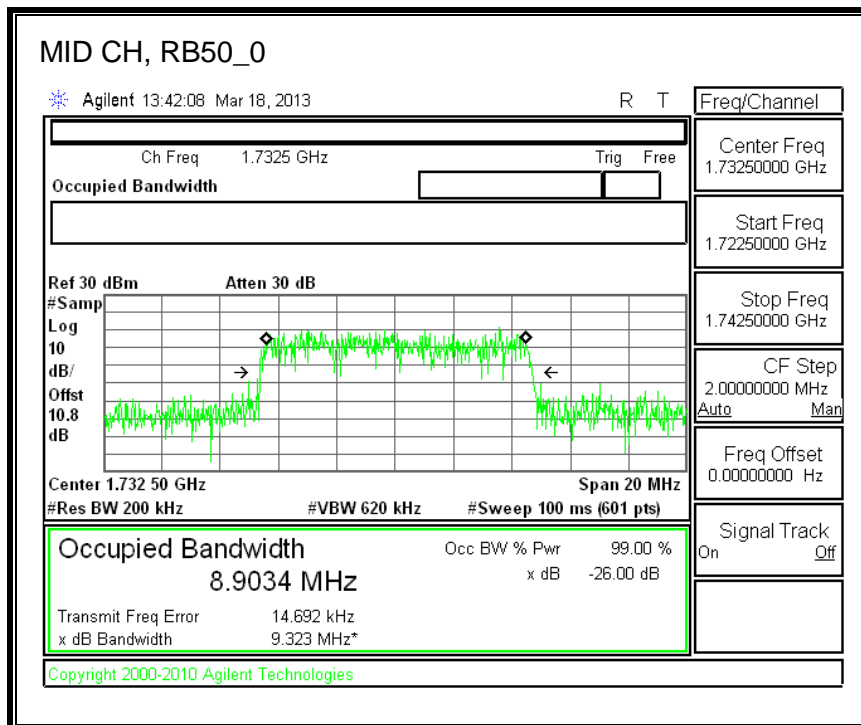 MID CH, RB50_0
Agilent 13:42:08 Mar 18, 2013 R T
Freq/Channel
Ch Freq 1.7325 GHz Trig Free
Occupied Bandwidth
Center Freq
1.73250000 GHz
Start Freq
1.72250000 GHz
Stop Freq
1.74250000 GHz
CF Step
2.00000000 MHz
Auto Man
Freq Offset
0.00000000 Hz
Signal Track
On Off
Ref 30 dBm Atten 30 dB
#Samp
Log
10
dB/
Offst
10.8
dB
Center 1.732 50 GHz Span 20 MHz
#Res BW 200 kHz #VBW 620 kHz #Sweep 100 ms (601 pts)
Occupied Bandwidth
8.9034 MHz
Occ BW % Pwr 99.00 %
x dB -26.00 dB
Transmit Freq Error 14.692 kHz
x dB Bandwidth 9.323 MHz*
Copyright 2000-2010 Agilent Technologies